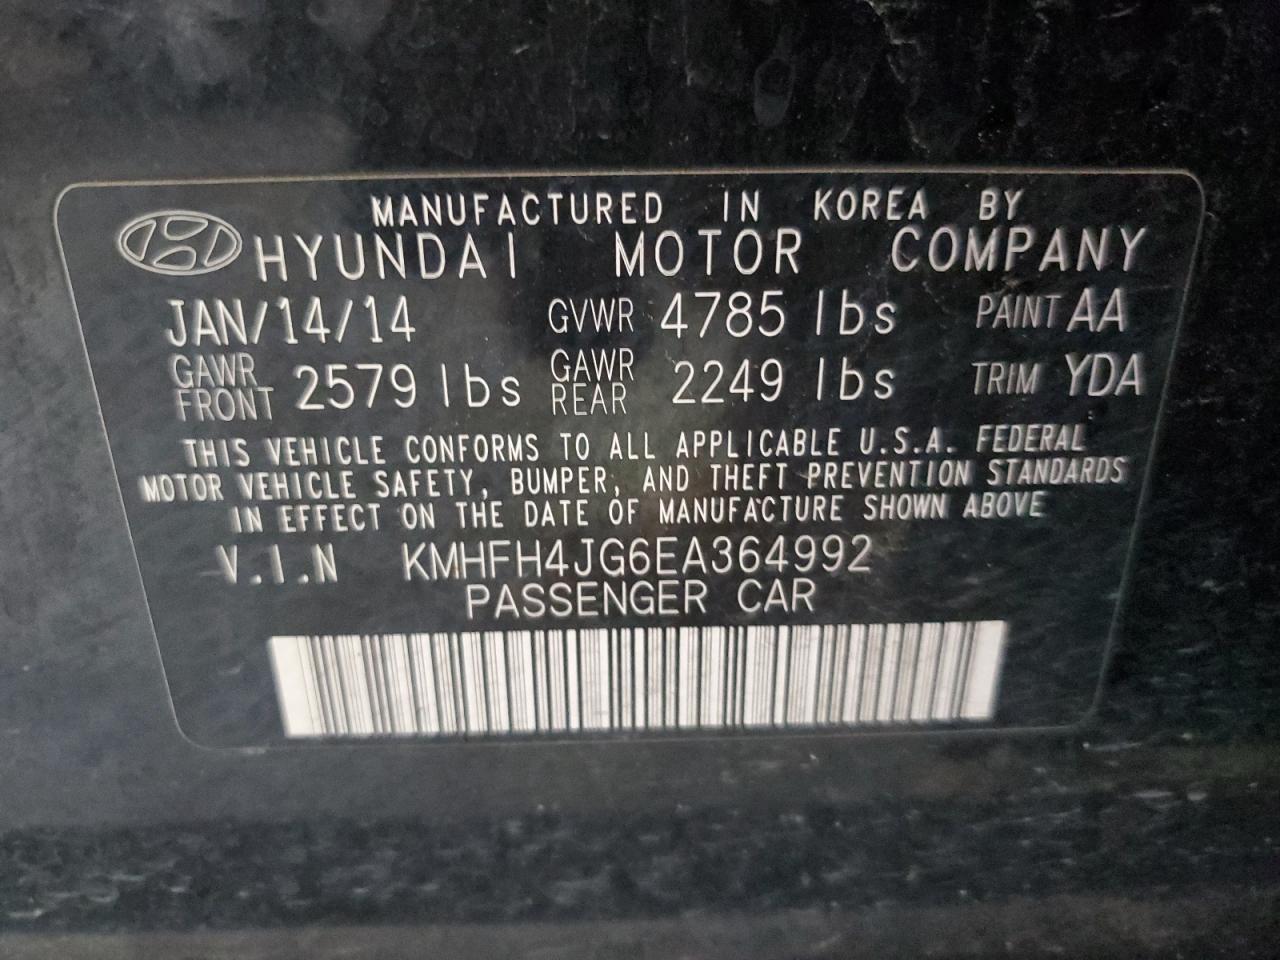 MANUFACTURED IN KOREA BY
HYUNDAI MOTOR COMPANY
JAN/14/14 GVWR 4785 lbs PAINT AA
GAWR FRONT 2579 lbs GAWR REAR 2249 lbs TRIM YDA
THIS VEHICLE CONFORMS TO ALL APPLICABLE U.S.A. FEDERAL
MOTOR VEHICLE SAFETY, BUMPER, AND THEFT PREVENTION STANDARDS
IN EFFECT ON THE DATE OF MANUFACTURE SHOWN ABOVE
V.I.N KMHFH4JG6EA364992
PASSENGER CAR